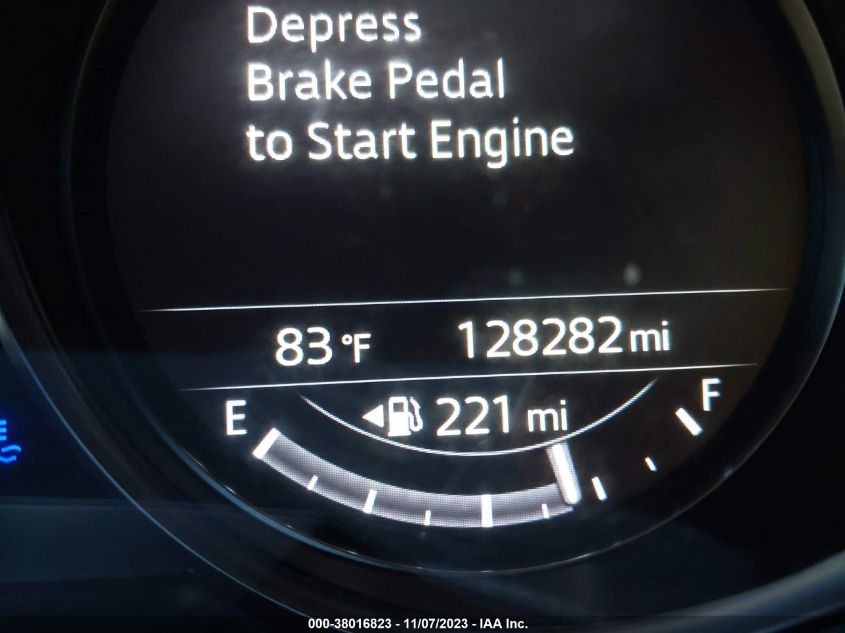 Depress
Brake Pedal
to Start Engine
83 °F 128282 mi
E 221 mi F
000-38016823 - 11/07/2023 - IAA Inc.